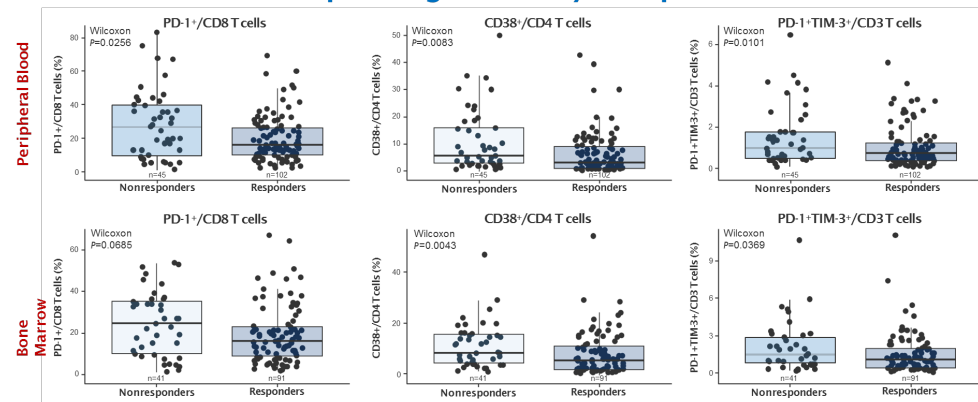 PD-1+/CD8 T cells
CD38+/CD4 T cells
PD-1+TIM-3+/CD3 T cells
Peripheral Blood
PD-1+/CD8 T cells (%)
80
60
40
20
0
Wilcoxon
P=0.0256
n=45
n=102
Nonresponders
Responders
CD38+/CD4 T cells (%)
50
40
30
20
10
0
Wilcoxon
P=0.0083
n=45
n=102
Nonresponders
Responders
PD-1+TIM-3+/CD3 T cells (%)
6
4
2
0
Wilcoxon
P=0.0101
n=45
n=102
Nonresponders
Responders
PD-1+/CD8 T cells
CD38+/CD4 T cells
PD-1+TIM-3+/CD3 T cells
Bone
Marrow
PD-1+/CD8 T cells (%)
60
40
20
0
Wilcoxon
P=0.0685
n=41
n=91
Nonresponders
Responders
CD38+/CD4 T cells (%)
40
20
0
Wilcoxon
P=0.0043
n=41
n=91
Nonresponders
Responders
PD-1+TIM-3+/CD3 T cells (%)
9
6
3
0
Wilcoxon
P=0.0369
n=41
n=91
Nonresponders
Responders